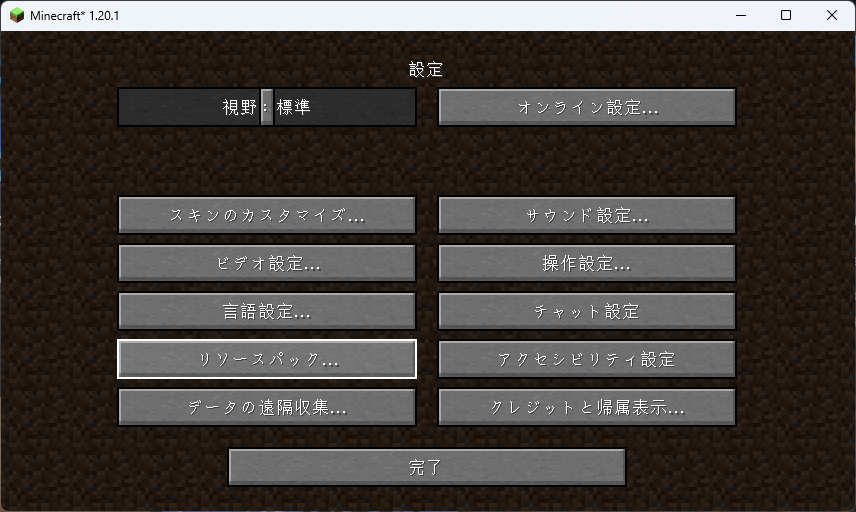 Minecraft* 1.20.1
設定
視野: 標準
オンライン設定...
スキンのカスタマイズ...
サウンド設定...
ビデオ設定...
操作設定...
言語設定...
チャット設定
リソースパック...
アクセシビリティ設定
データの遠隔収集...
クレジットと帰属表示...
完了